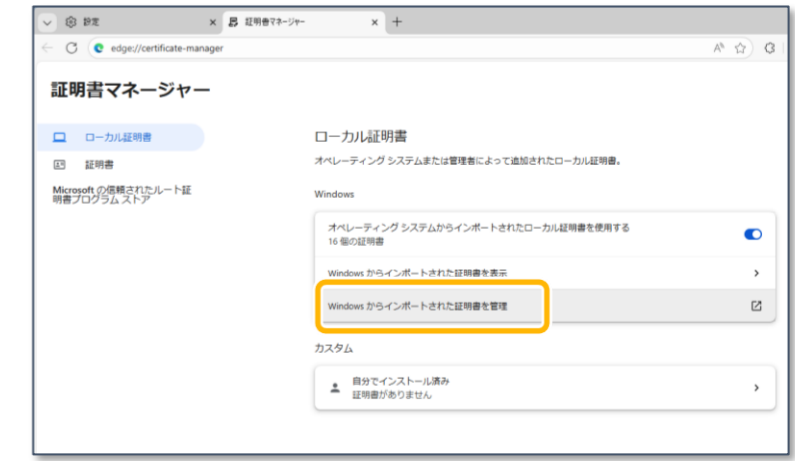 設定
証明書マネージャー
edge://certificate-manager
証明書マネージャー
ローカル証明書
証明書
Microsoft の信頼されたルート証
明書プログラム ストア
ローカル証明書
オペレーティング システムまたは管理者によって追加されたローカル証明書。
Windows
オペレーティング システムからインポートされたローカル証明書を使用する
16 個の証明書
Windows からインポートされた証明書を表示
Windows からインポートされた証明書を管理
カスタム
自分でインストール済み
証明書がありません